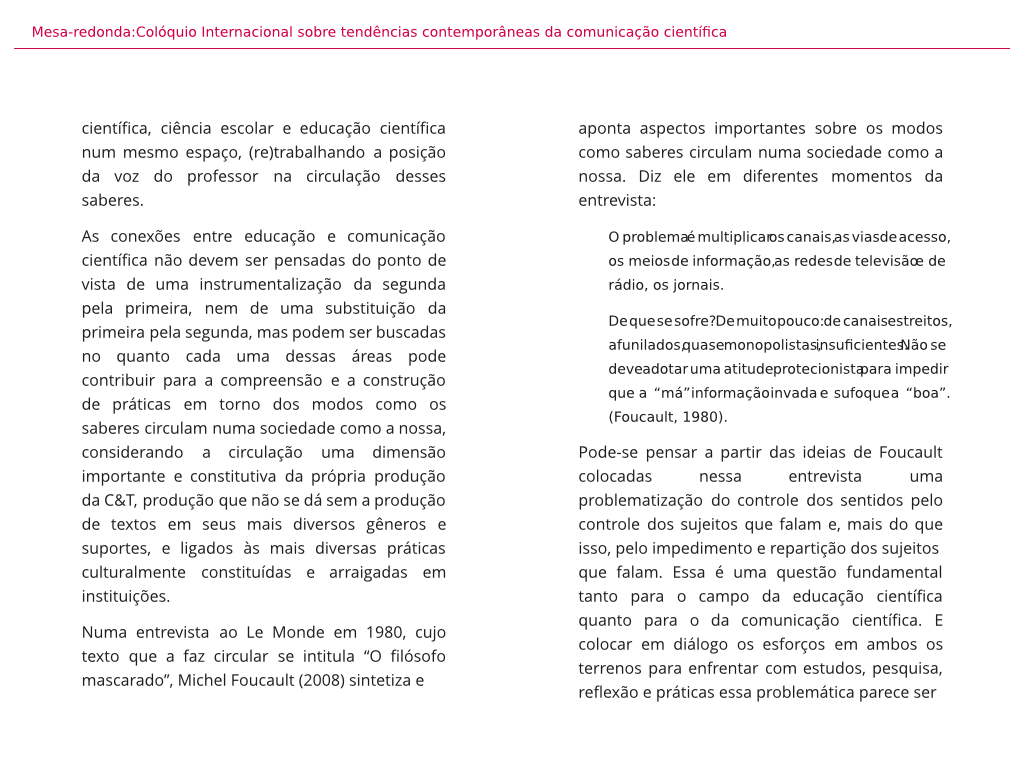 Mesa-redonda:Colóquio Internacional sobre tendências contemporâneas da comunicação científica
científica, ciência escolar e educação científica
num mesmo espaço, (re)trabalhando a posição
da voz do professor na circulação desses
saberes.
As conexões entre educação e comunicação
científica não devem ser pensadas do ponto de
vista de uma instrumentalização da segunda
pela primeira, nem de uma substituição da
primeira pela segunda, mas podem ser buscadas
no quanto cada uma dessas áreas pode
contribuir para a compreensão e a construção
de práticas em torno dos modos como os
saberes circulam numa sociedade como a nossa,
considerando a circulação uma dimensão
importante e constitutiva da própria produção
da C&T, produção que não se dá sem a produção
de textos em seus mais diversos gêneros e
suportes, e ligados às mais diversas práticas
culturalmente constituídas e arraigadas em
instituições.
Numa entrevista ao Le Monde em 1980, cujo
texto que a faz circular se intitula “O filósofo
mascarado”, Michel Foucault (2008) sintetiza e
aponta aspectos importantes sobre os modos
como saberes circulam numa sociedade como a
nossa. Diz ele em diferentes momentos da
entrevista:
O problema é multiplicar os canais, as vias de acesso,
os meios de informação, as redes de televisão e de
rádio, os jornais.
De que se sofre? De muito pouco: de canais estreitos,
afunilados, quase monopolistas, insuficientes. Não se
deve adotar uma atitude protecionista para impedir
que a “má” informação invada e sufoque a “boa”.
(Foucault, 1980).
Pode-se pensar a partir das ideias de Foucault
colocadas nessa entrevista uma
problematização do controle dos sentidos pelo
controle dos sujeitos que falam e, mais do que
isso, pelo impedimento e repartição dos sujeitos
que falam. Essa é uma questão fundamental
tanto para o campo da educação científica
quanto para o da comunicação científica. E
colocar em diálogo os esforços em ambos os
terrenos para enfrentar com estudos, pesquisa,
reflexão e práticas essa problemática parece ser